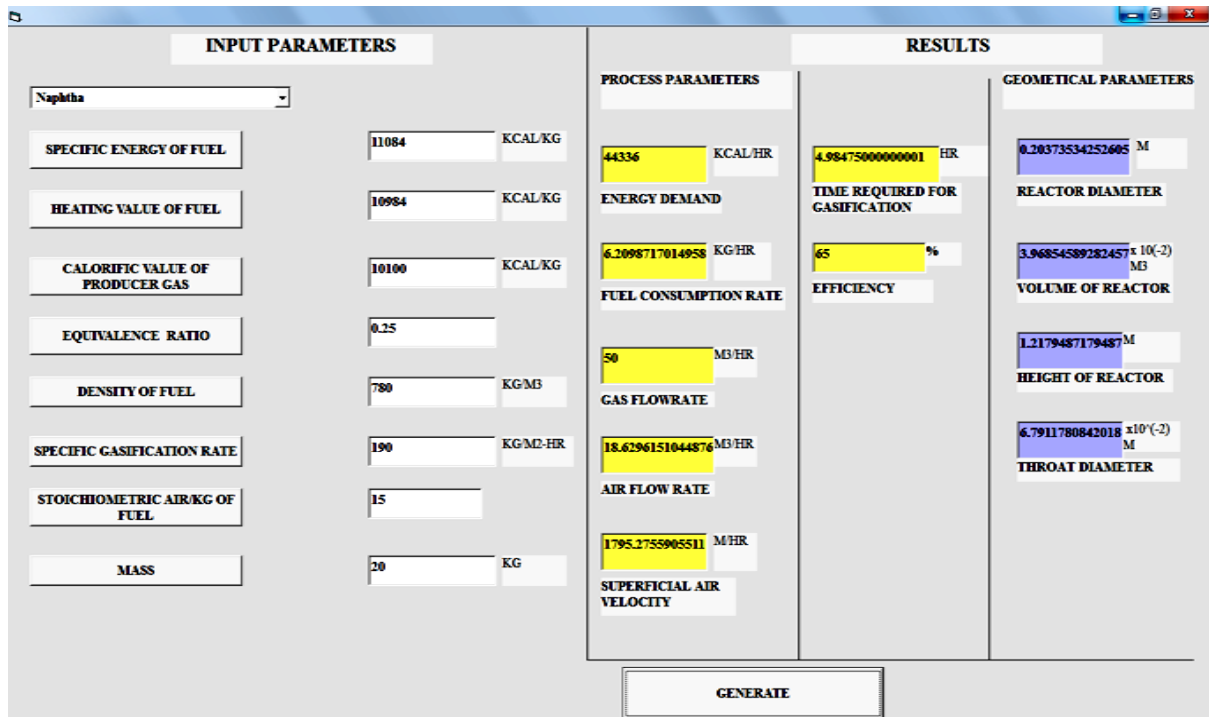 INPUT PARAMETERS
Naphtha
SPECIFIC ENERGY OF FUEL
11084
KCAL/KG
HEATING VALUE OF FUEL
10984
KCAL/KG
CALORIFIC VALUE OF
PRODUCER GAS
10100
KCAL/KG
EQUIVALENCE RATIO
0.25
DENSITY OF FUEL
780
KG/M3
SPECIFIC GASIFICATION RATE
190
KG/M2-HR
STOICHIOMETRIC AIR/KG OF
FUEL
15
MASS
20
KG
RESULTS
PROCESS PARAMETERS
44336
KCAL/HR
ENERGY DEMAND
6.2098717014958
KG/HR
FUEL CONSUMPTION RATE
50
M3/HR
GAS FLOWRATE
18.6296151044876
M3/HR
AIR FLOW RATE
1795.2755905511
M/HR
SUPERFICIAL AIR
VELOCITY
4.98475000000001
HR
TIME REQUIRED FOR
GASIFICATION
65
%
EFFICIENCY
GEOMETICAL PARAMETERS
0.20373534252605
M
REACTOR DIAMETER
3.96854589282457
x 10(-2)
M3
VOLUME OF REACTOR
1.2179487179487
M
HEIGHT OF REACTOR
6.7911780842018
x10^(-2)
M
THROAT DIAMETER
GENERATE